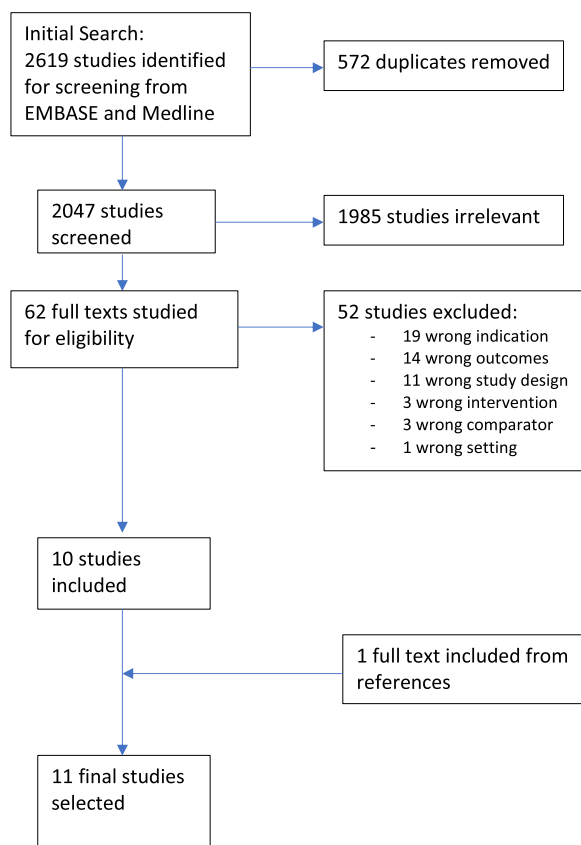 Initial Search:
2619 studies identified
for screening from
EMBASE and Medline
572 duplicates removed
2047 studies
screened
1985 studies irrelevant
62 full texts studied
for eligibility
52 studies excluded:
- 19 wrong indication
- 14 wrong outcomes
- 11 wrong study design
- 3 wrong intervention
- 3 wrong comparator
- 1 wrong setting
10 studies
included
1 full text included from
references
11 final studies
selected